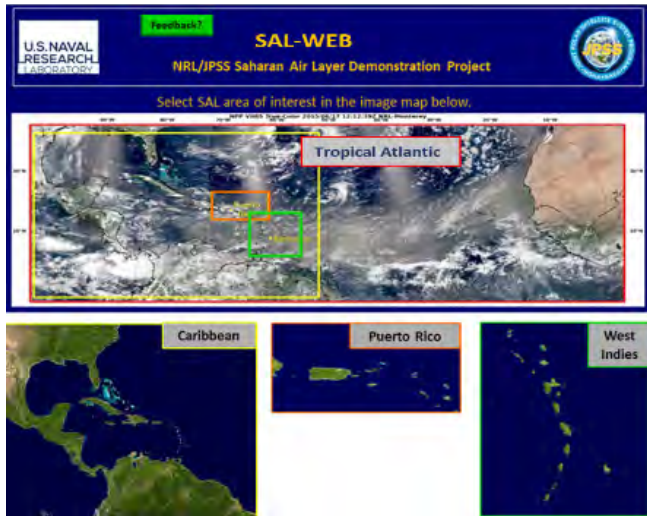 Feedback?
U.S. NAVAL
RESEARCH
LABORATORY
SAL-WEB
NRL/JPSS Saharan Air Layer Demonstration Project
JPSS
Select SAL area of interest in the image map below.
Tropical Atlantic
Caribbean
Puerto Rico
West
Indies